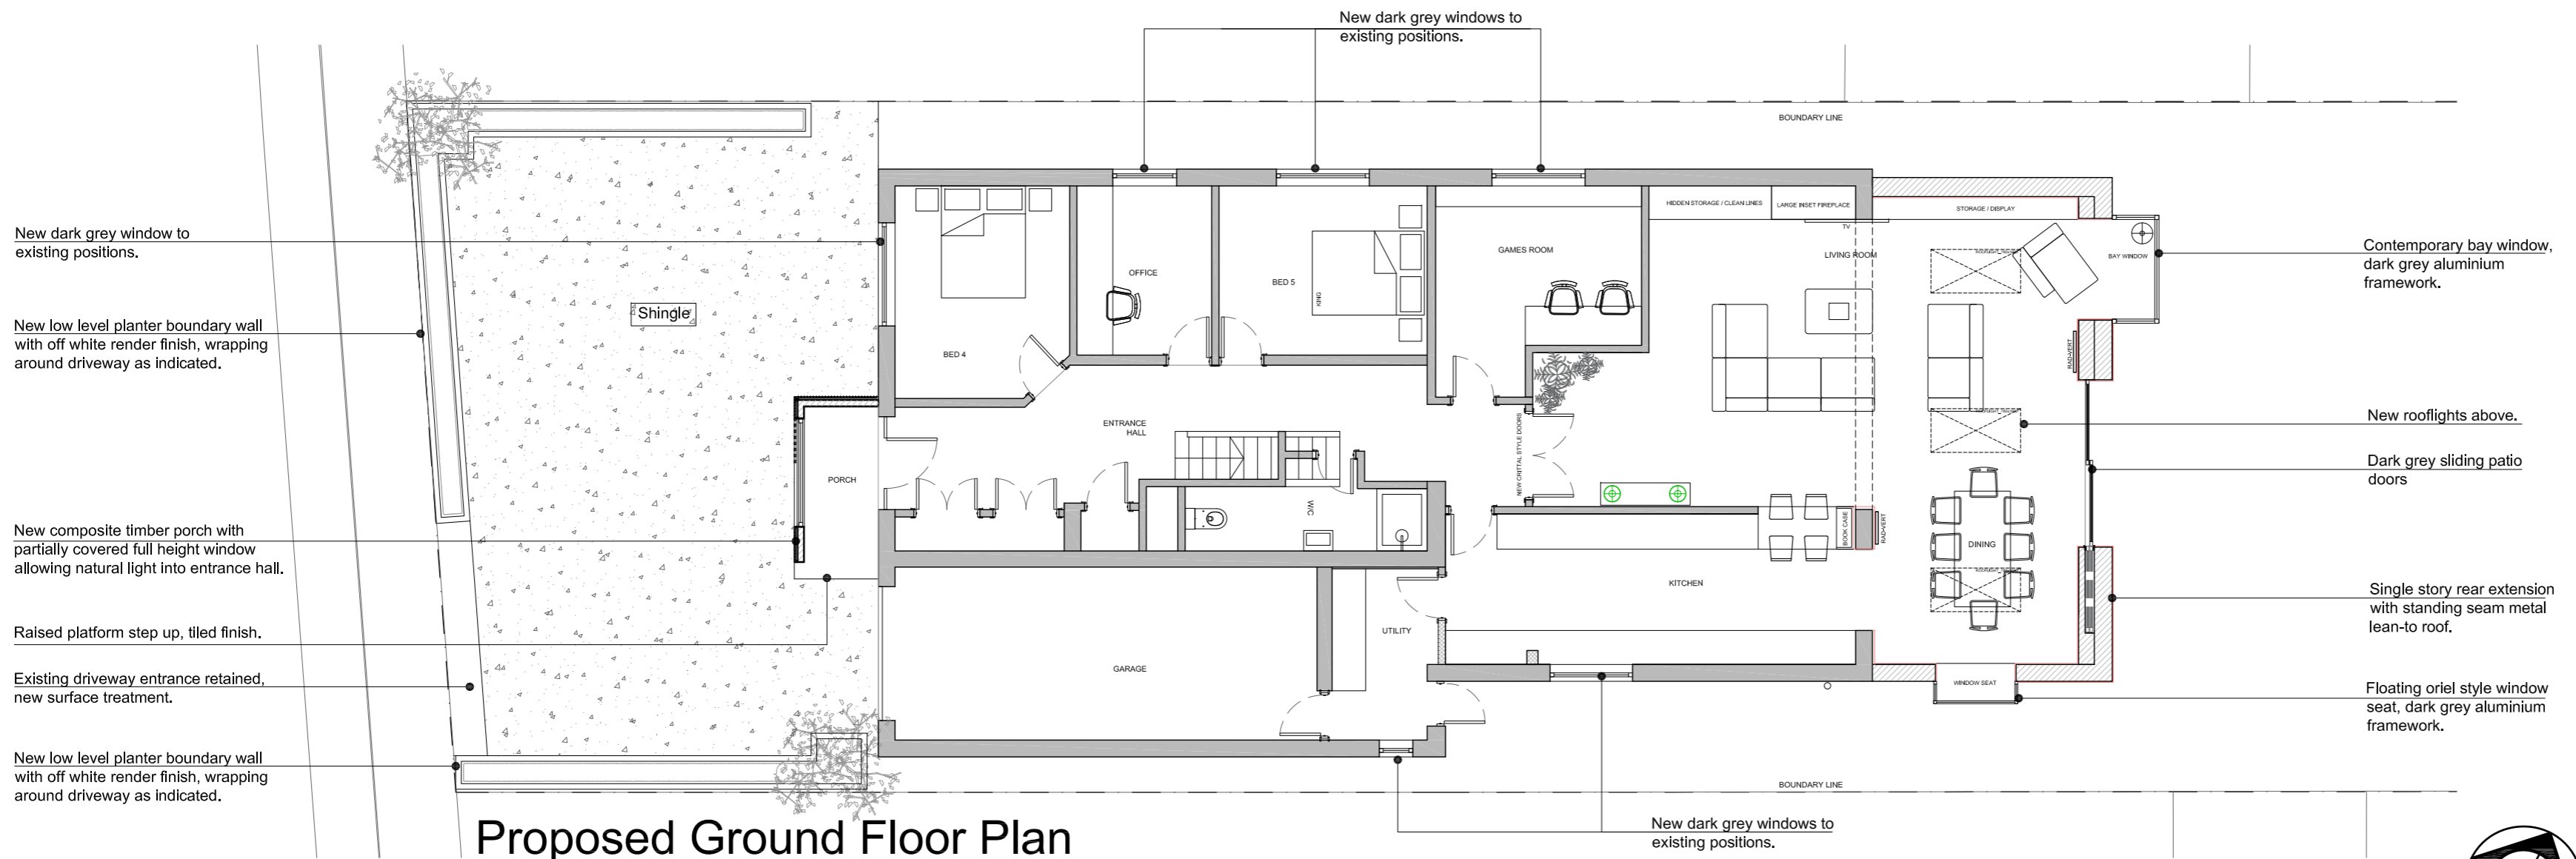 New dark grey windows to
existing positions.
BOUNDARY LINE
New dark grey window to
existing positions.
New low level planter boundary wall
with off white render finish, wrapping
around driveway as indicated.
New composite timber porch with
partially covered full height window
allowing natural light into entrance hall.
Raised platform step up, tiled finish.
Existing driveway entrance retained,
new surface treatment.
New low level planter boundary wall
with off white render finish, wrapping
around driveway as indicated.
Shingle
BED 4
OFFICE
BED 5
KING
GAMES ROOM
HIDDEN STORAGE / CLEAN LINES
LARGE INSET FIREPLACE
TV
STORAGE / DISPLAY
LIVING ROOM
BAY WINDOW
RAD-VERT
ENTRANCE
HALL
PORCH
NEW CRITTAL STYLE DOORS
W/C
BOOK CASE
RAD-VERT
DINING
KITCHEN
UTILITY
GARAGE
WINDOW SEAT
Contemporary bay window,
dark grey aluminium
framework.
New rooflights above.
Dark grey sliding patio
doors
Single story rear extension
with standing seam metal
lean-to roof.
Floating oriel style window
seat, dark grey aluminium
framework.
BOUNDARY LINE
New dark grey windows to
existing positions.
Proposed Ground Floor Plan